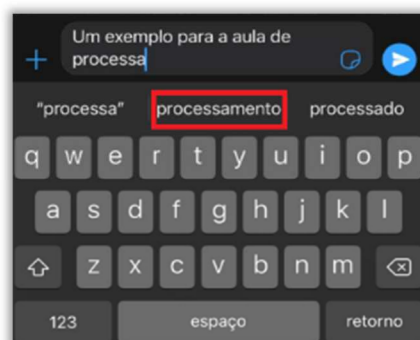 Um exemplo para a aula de
processa
"processa" processamento processado
q w e r t y u i o p
a s d f g h j k l
z x c v b n m
123 espaço retorno